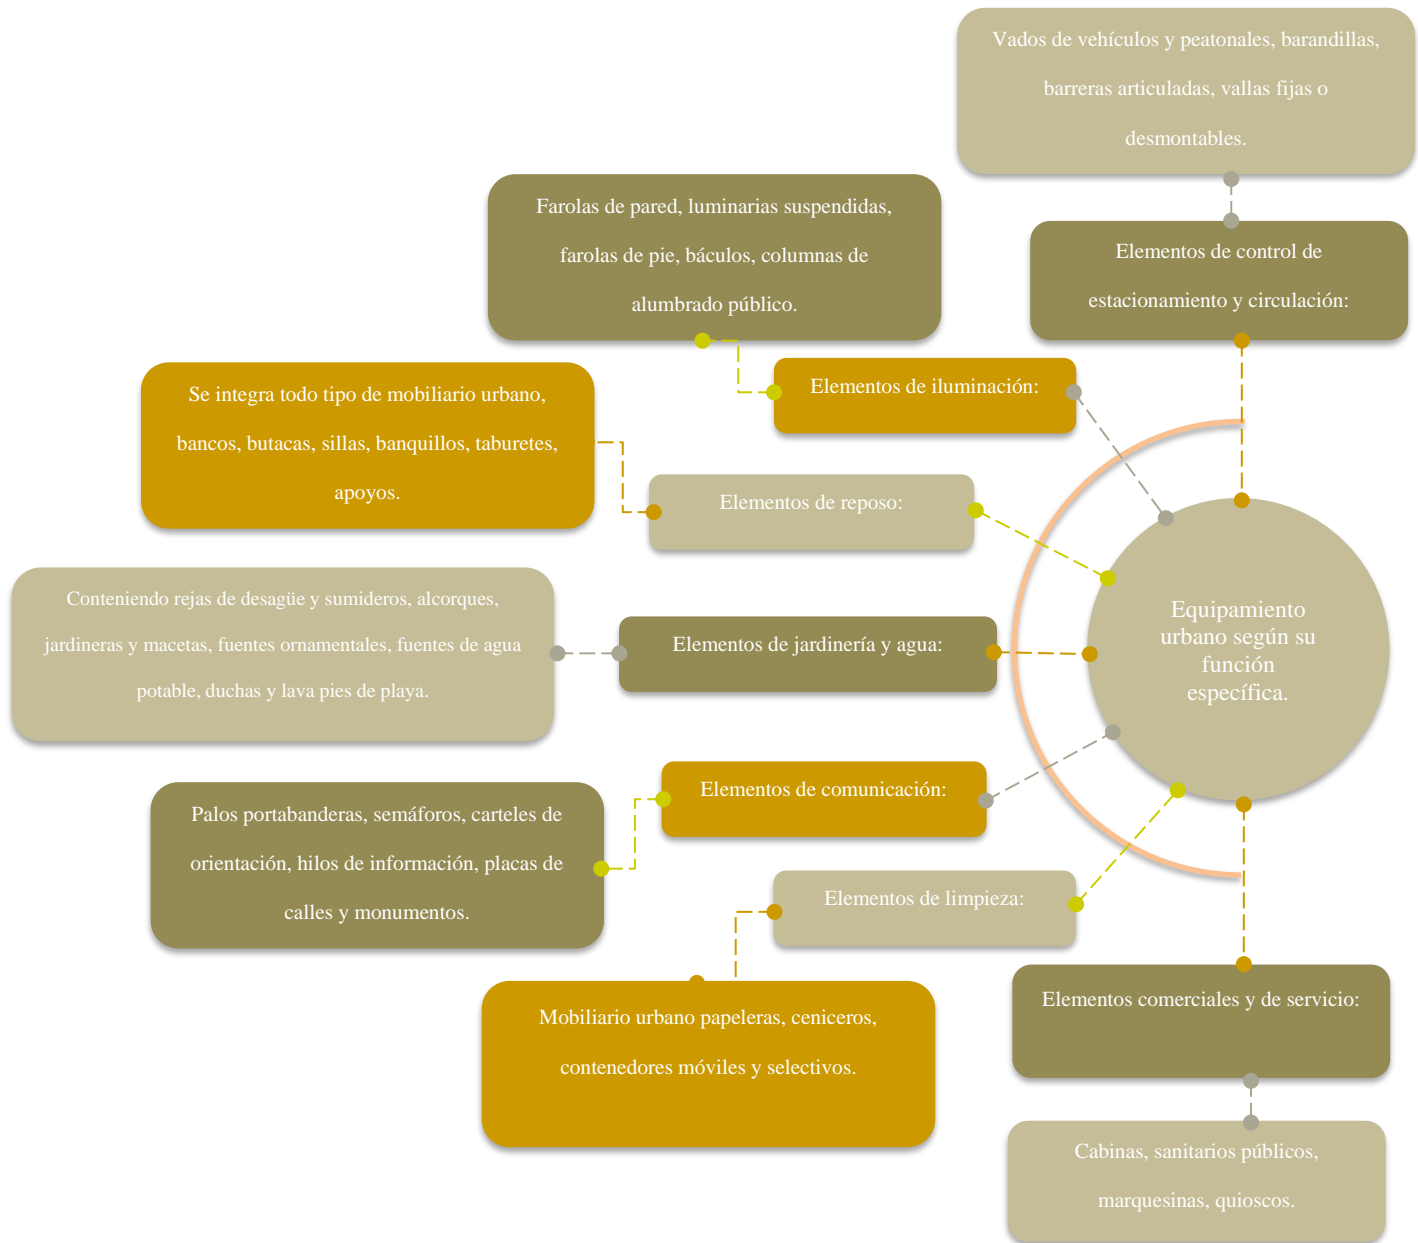 Vados de vehículos y peatonales, barandillas,
barreras articuladas, vallas fijas o
desmontables.
Elementos de control de
estacionamiento y circulación:
Farolas de pared, luminarias suspendidas,
farolas de pie, báculos, columnas de
alumbrado público.
Elementos de iluminación:
Se integra todo tipo de mobiliario urbano,
bancos, butacas, sillas, banquillos, taburetes,
apoyos.
Elementos de reposo:
Conteniendo rejas de desagüe y sumideros, alcorques,
jardineras y macetas, fuentes ornamentales, fuentes de agua
potable, duchas y lava pies de playa.
Elementos de jardinería y agua:
Equipamiento
urbano según su
función
específica.
Elementos de comunicación:
Palos portabanderas, semáforos, carteles de
orientación, hilos de información, placas de
calles y monumentos.
Elementos de limpieza:
Mobiliario urbano papeleras, ceniceros,
contenedores móviles y selectivos.
Elementos comerciales y de servicio:
Cabinas, sanitarios públicos,
marquesinas, quioscos.